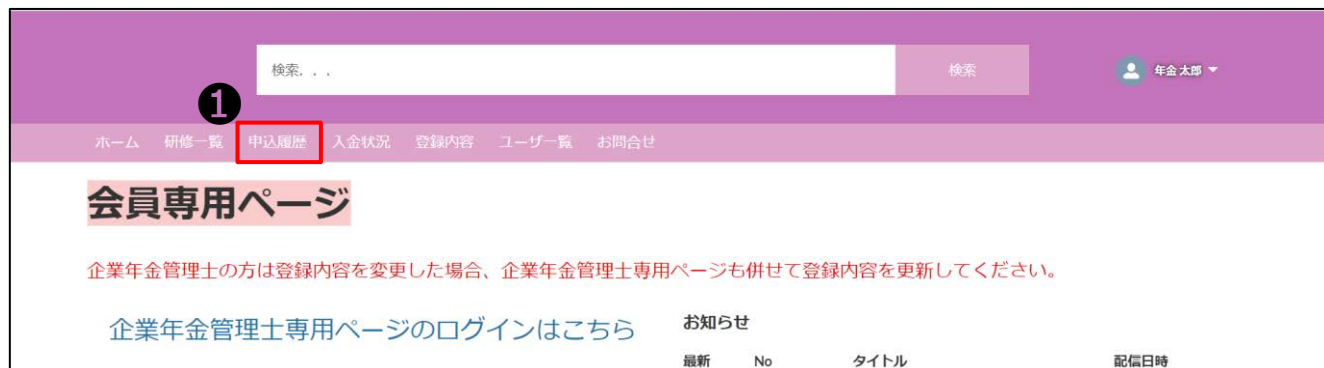 検索. . .
検索
年金 太郎
❶
ホーム 研修一覧 申込履歴 入金状況 登録内容 ユーザ一覧 お問合せ
会員専用ページ
企業年金管理士の方は登録内容を変更した場合、企業年金管理士専用ページも併せて登録内容を更新してください。
企業年金管理士専用ページのログインはこちら
お知らせ
最新 No タイトル 配信日時